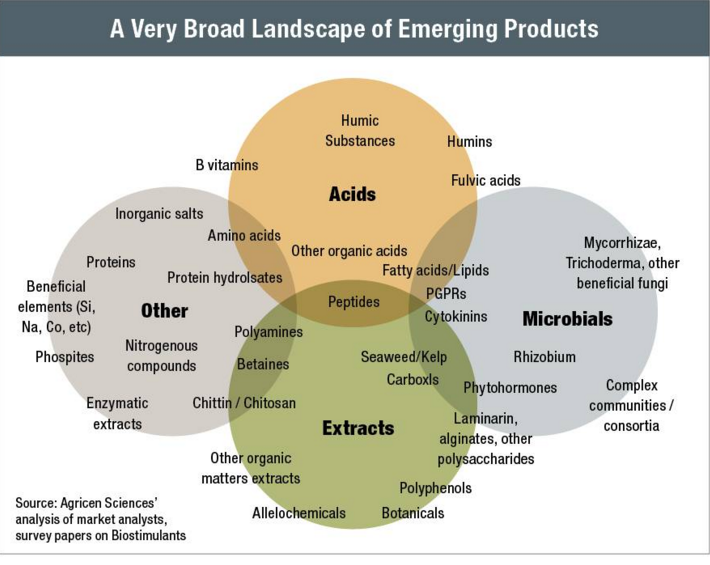 A Very Broad Landscape of Emerging Products
Humic
Substances
Humins
B vitamins
Fulvic acids
Acids
Inorganic salts
Amino acids
Other organic acids
Mycorrhizae,
Trichoderma, other
beneficial fungi
Proteins
Protein hydrolsates
Fatty acids/Lipids
Beneficial
elements (Si,
Na, Co, etc)
Other
Peptides
PGPRs
Cytokinins
Microbials
Polyamines
Phospites
Nitrogenous
compounds
Betaines
Seaweed/Kelp
Carboxls
Rhizobium
Phytohormones
Complex
communities /
consortia
Enzymatic
extracts
Chittin / Chitosan
Extracts
Laminarin,
alginates, other
polysaccharides
Other organic
matters extracts
Polyphenols
Allelochemicals
Botanicals
Source: Agricen Sciences’
analysis of market analysts,
survey papers on Biostimulants